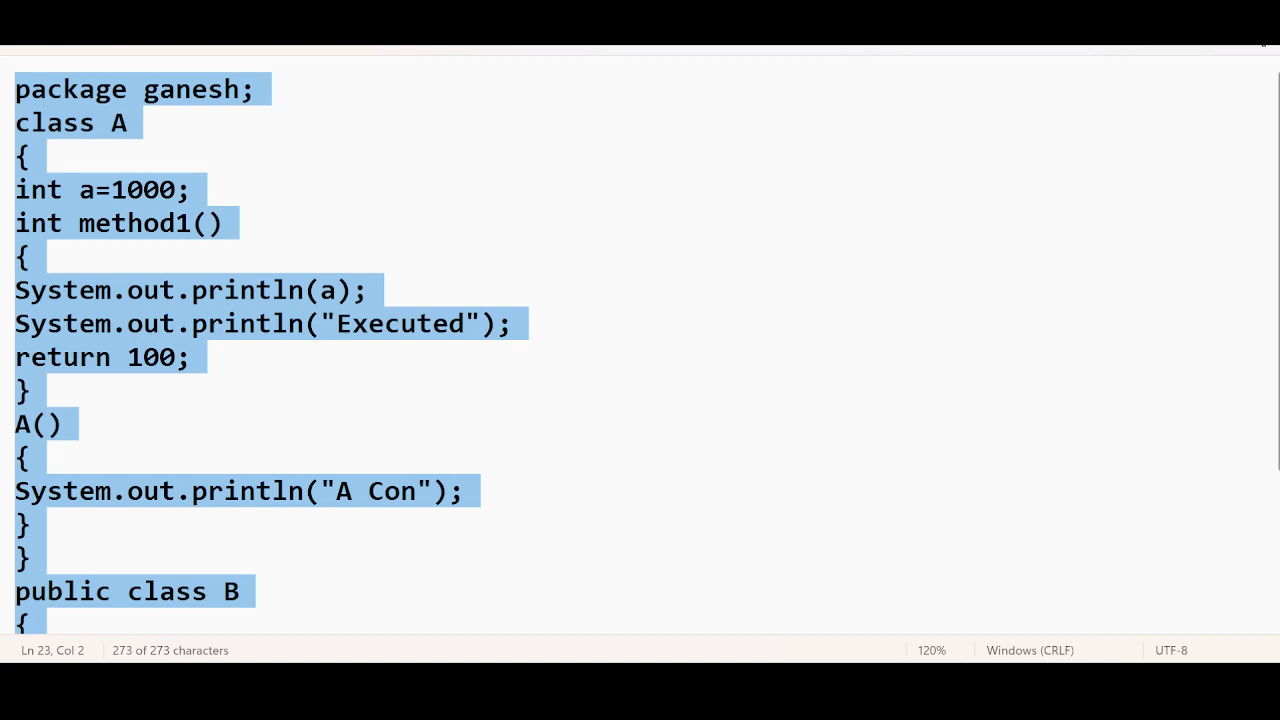 package ganesh;
class A
{
int a=1000;
int method1()
{
System.out.println(a);
System.out.println("Executed");
return 100;
}
A()
{
System.out.println("A Con");
}
}
public class B
{
Ln 23, Col 2
273 of 273 characters
120%
Windows (CRLF)
UTF-8